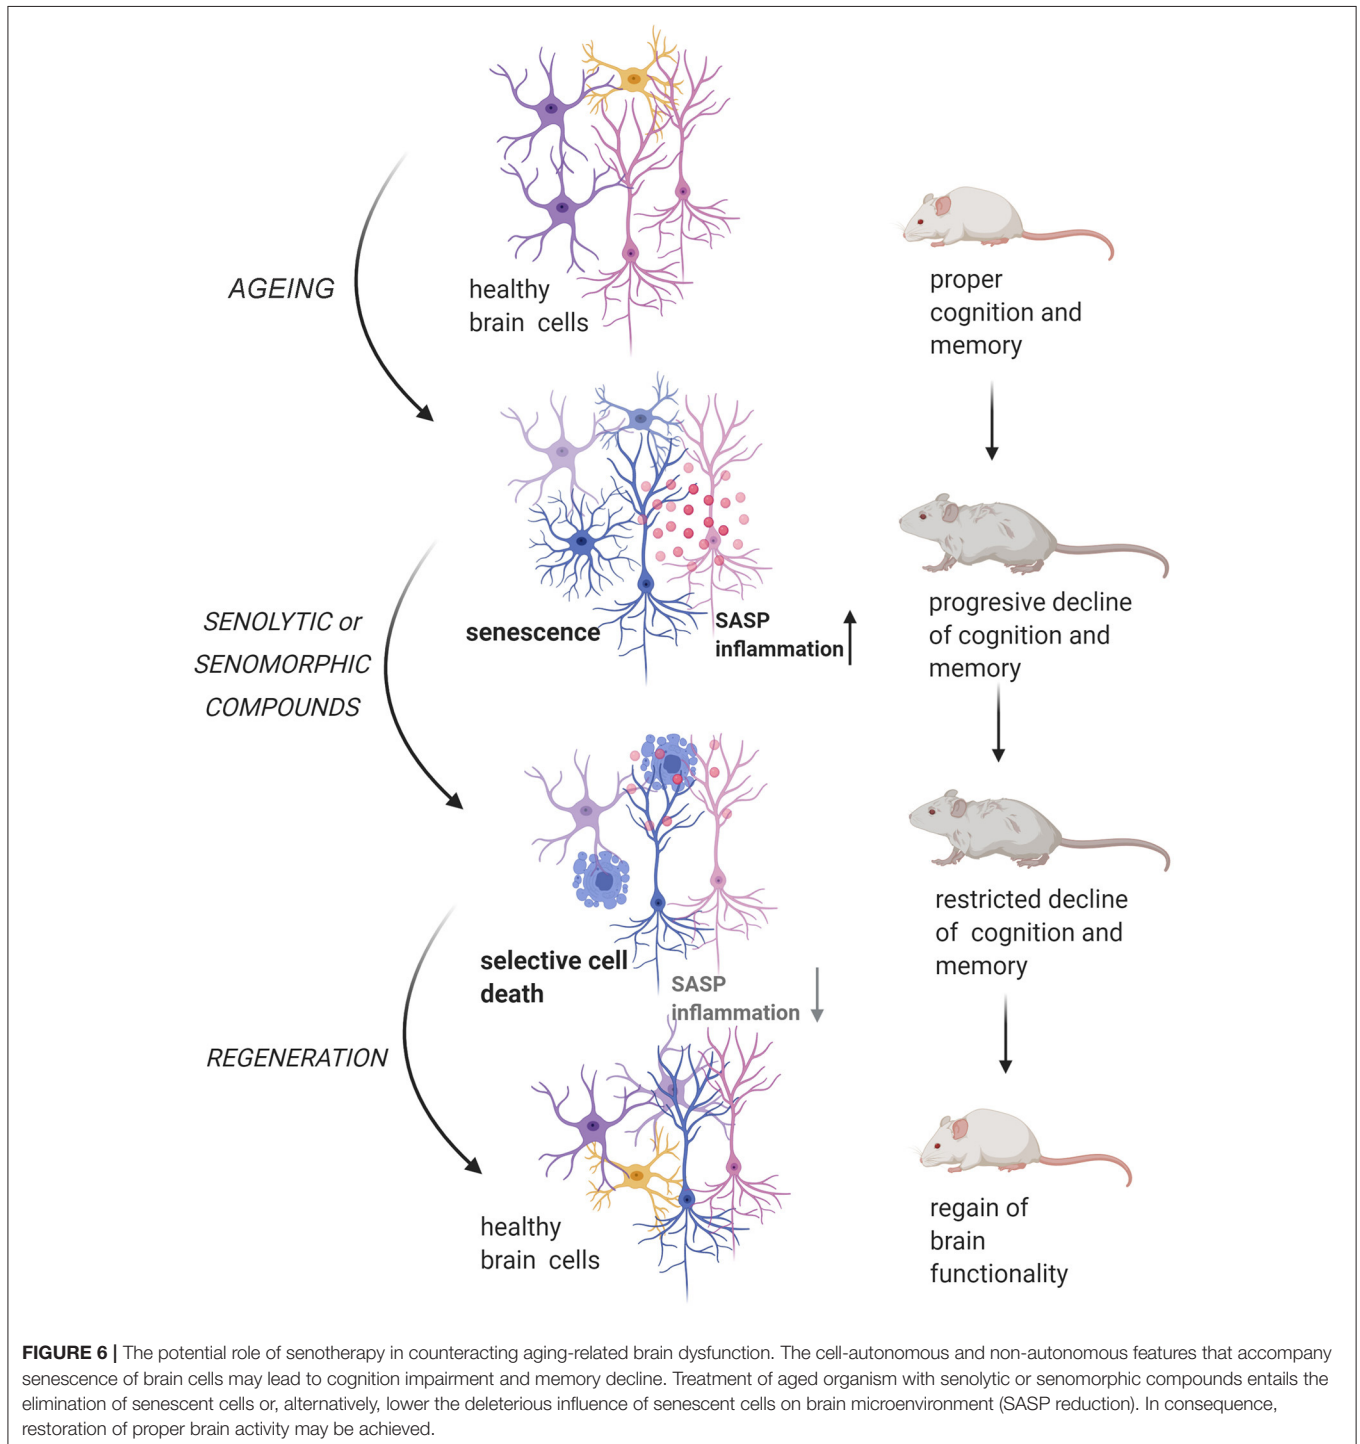 AGEING
healthy
brain cells
proper
cognition and
memory
SENOLYTIC or
SENOMORPHIC
COMPOUNDS
senescence
SASP
inflammation
progresive decline
of cognition and
memory
selective cell
death
SASP
inflammation
restricted decline
of cognition and
memory
REGENERATION
healthy
brain cells
regain of
brain
functionality
FIGURE 6 | The potential role of senotherapy in counteracting aging-related brain dysfunction. The cell-autonomous and non-autonomous features that accompany
senescence of brain cells may lead to cognition impairment and memory decline. Treatment of aged organism with senolytic or senomorphic compounds entails the
elimination of senescent cells or, alternatively, lower the deleterious influence of senescent cells on brain microenvironment (SASP reduction). In consequence,
restoration of proper brain activity may be achieved.